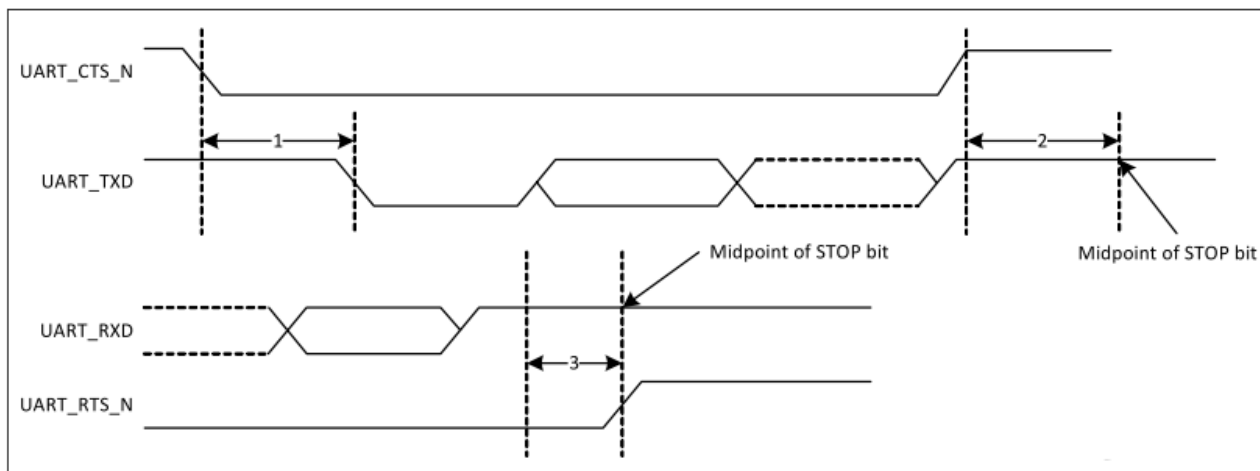 UART_CTS_N
1
2
UART_TXD
Midpoint of STOP bit
Midpoint of STOP bit
UART_RXD
3
UART_RTS_N